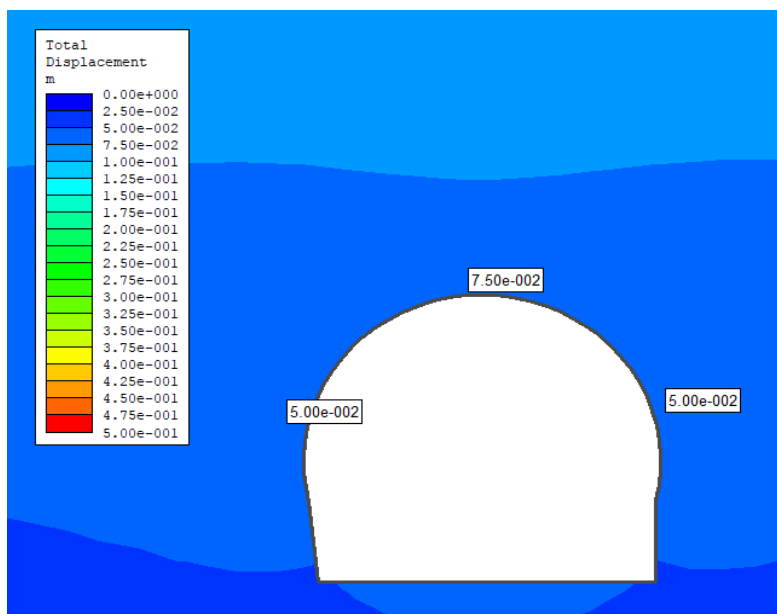 Total
Displacement
m
0.00e+000
2.50e-002
5.00e-002
7.50e-002
1.00e-001
1.25e-001
1.50e-001
1.75e-001
2.00e-001
2.25e-001
2.50e-001
2.75e-001
3.00e-001
3.25e-001
3.50e-001
3.75e-001
4.00e-001
4.25e-001
4.50e-001
4.75e-001
5.00e-001
7.50e-002
5.00e-002
5.00e-002